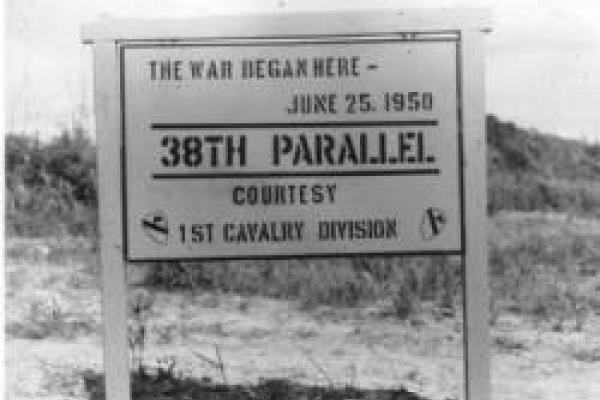 THE WAR BEGAN HERE -
JUNE 25. 1950
38TH PARALLEL
COURTESY
1ST CAVALRY DIVISION